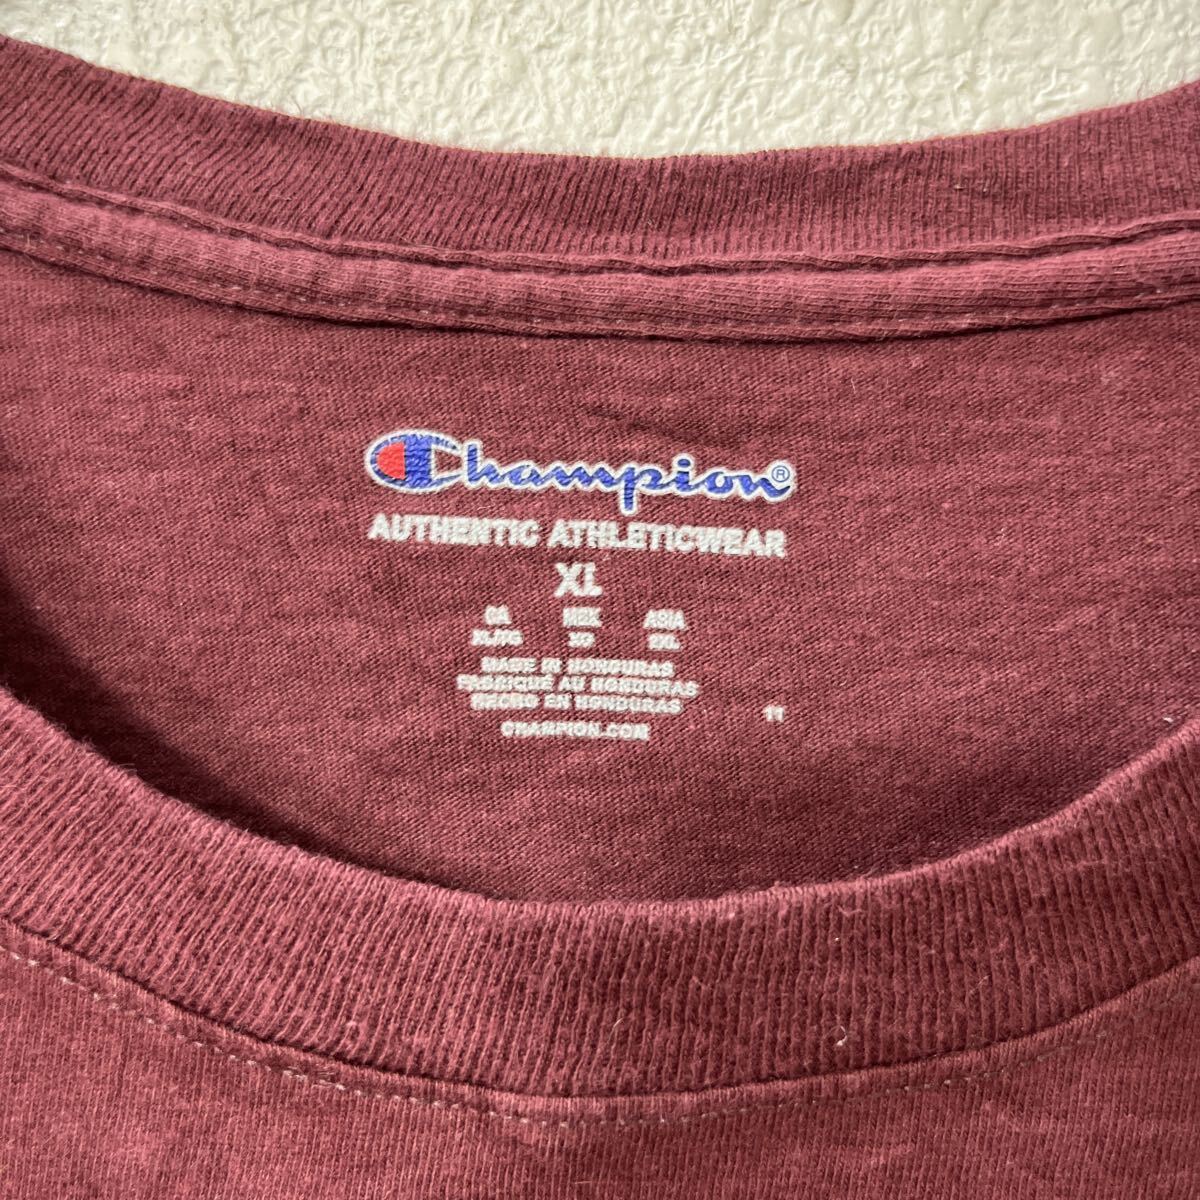 Champion®
AUTHENTIC ATHLETICWEAR
XL
CA MEX ASIA
XL/TG XG 2XL
MADE IN HONDURAS
FABRIQUÉ AU HONDURAS
HECHO EN HONDURAS
11
CHAMPION.COM